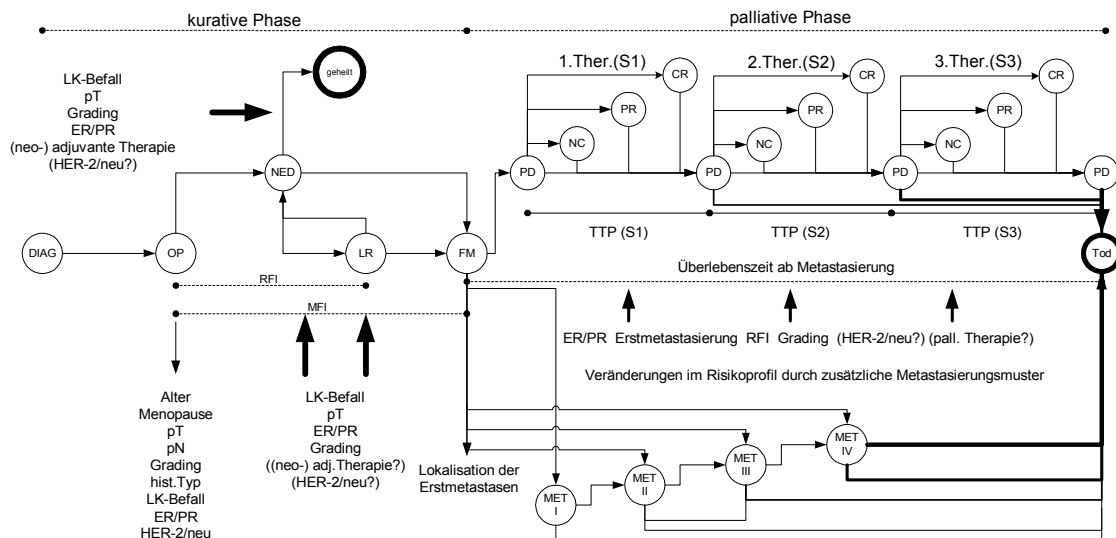 kurative Phase
palliative Phase
LK-Befall
pT
Grading
ER/PR
(neo-) adjuvante Therapie
(HER-2/neu?)
geheilt
1.Ther.(S1)
2.Ther.(S2)
3.Ther.(S3)
CR
CR
CR
PR
PR
PR
NC
NC
NC
NED
PD
PD
PD
PD
TTP (S1)
TTP (S2)
TTP (S3)
DIAG
OP
LR
FM
Tod
Überlebenszeit ab Metastasierung
RFI
MFI
ER/PR Erstmetastasierung RFI Grading (HER-2/neu?) (pall. Therapie?)
Veränderungen im Risikoprofil durch zusätzliche Metastasierungsmuster
Alter
Menopause
pT
pN
Grading
hist.Typ
LK-Befall
ER/PR
HER-2/neu
LK-Befall
pT
ER/PR
Grading
((neo-) adj.Therapie?)
(HER-2/neu?)
Lokalisation der
Erstmetastasen
MET
I
MET
II
MET
III
MET
IV